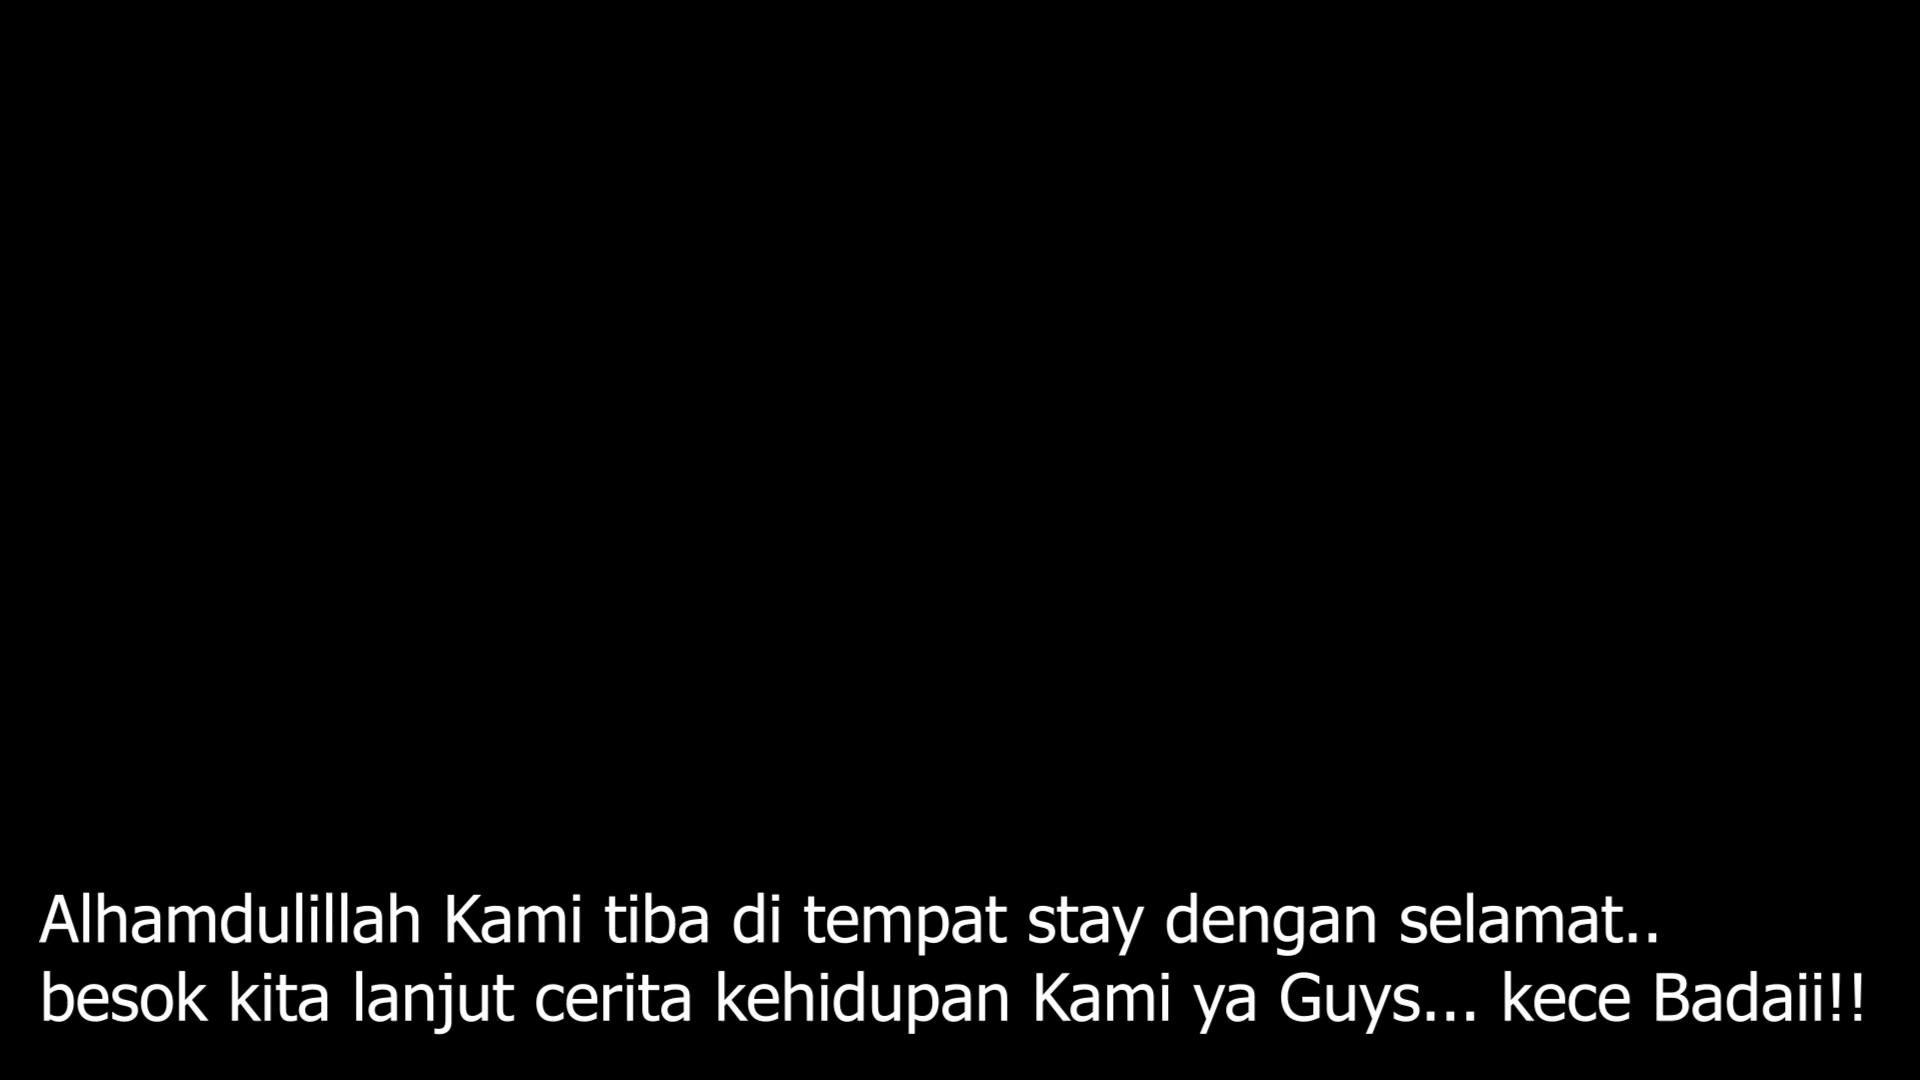 Alhamdulillah Kami tiba di tempat stay dengan selamat..
besok kita lanjut cerita kehidupan Kami ya Guys... kece Badaii!!